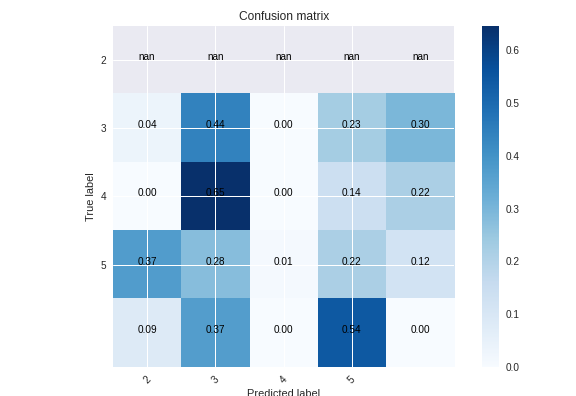 Confusion matrix
2 nan nan nan nan nan 0.6
3 0.04 0.44 0.00 0.23 0.30 0.5
0.4
4 0.00 0.65 0.00 0.14 0.22
0.3
5 0.37 0.28 0.01 0.22 0.12 0.2
0.1
0.09 0.37 0.00 0.54 0.00
0.0
2 3 4 5
Predicted label
True label